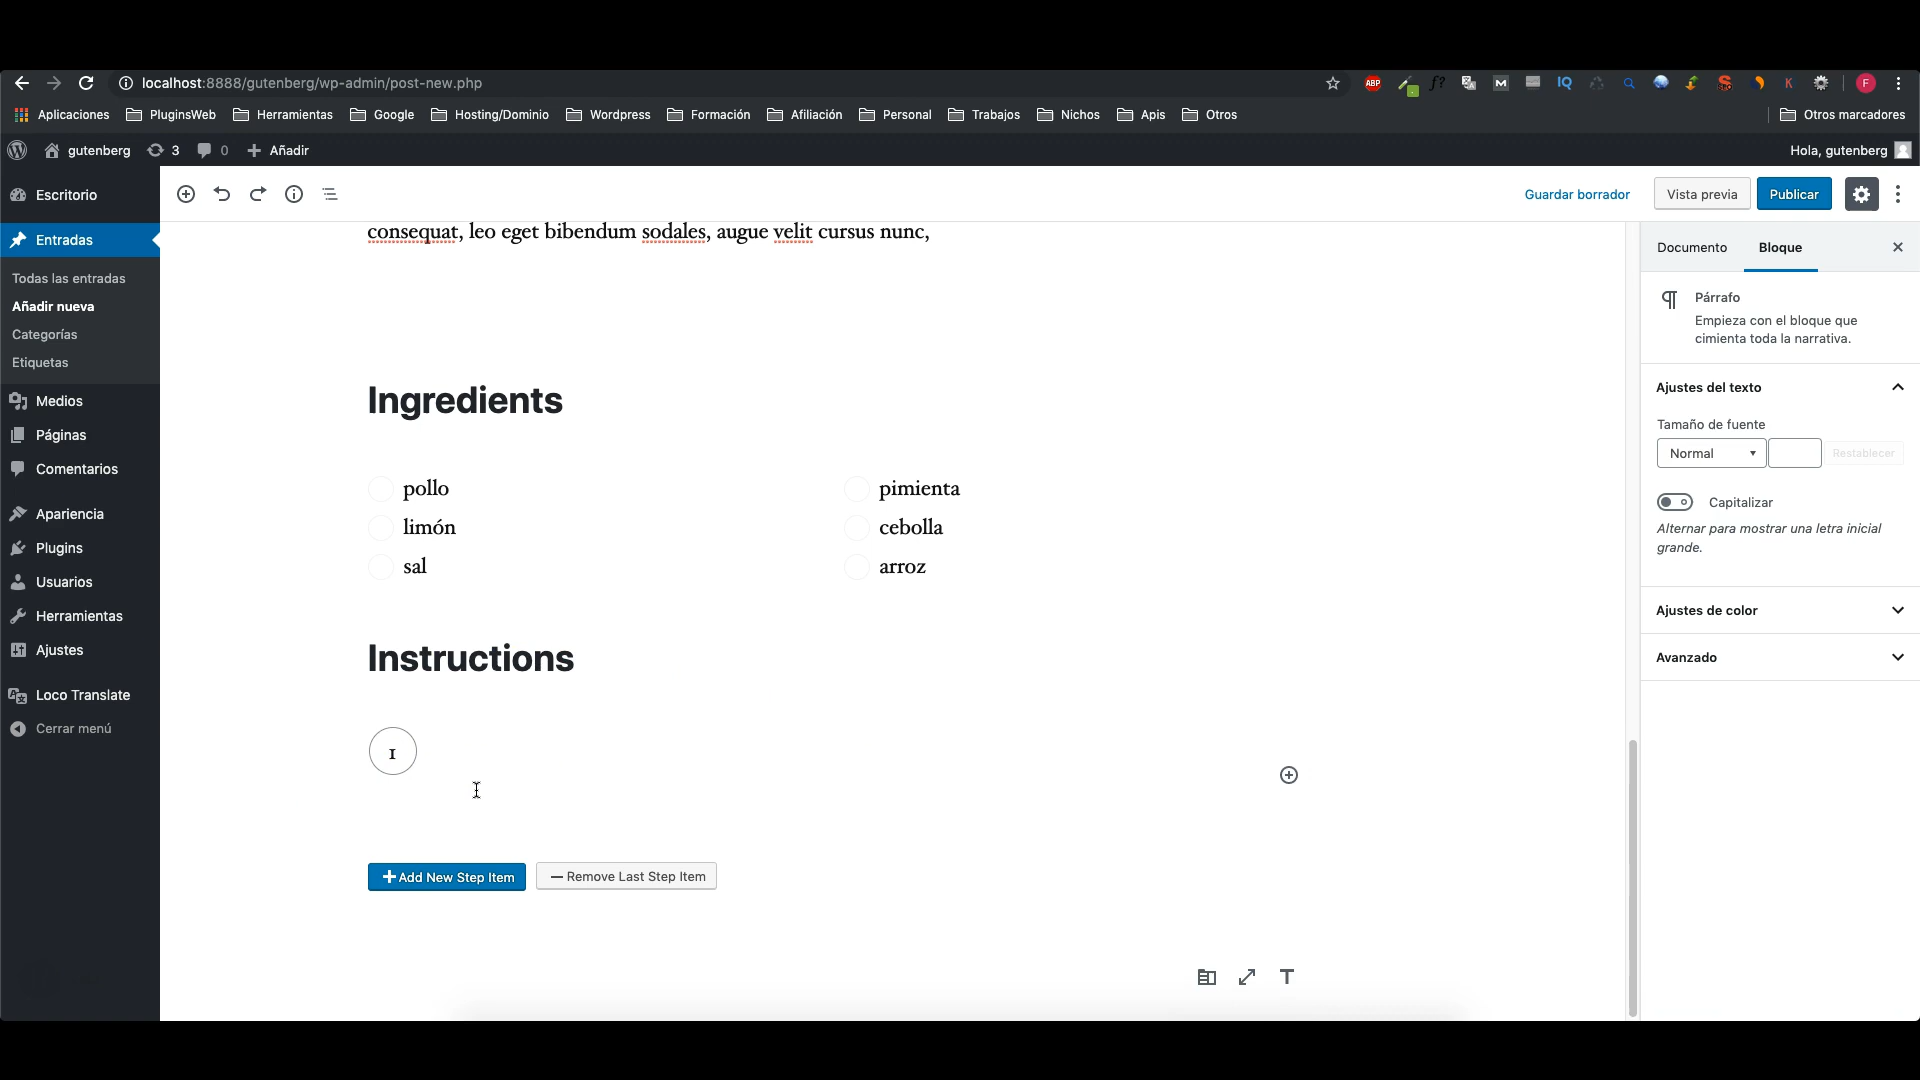 localhost:8888/gutenberg/wp-admin/post-new.php
ABP f? M IQ SEO K F
Aplicaciones PluginsWeb Herramientas Google Hosting/Dominio Wordpress Formación Afiliación Personal Trabajos Nichos Apis Otros Otros marcadores
gutenberg 3 0 Añadir Hola, gutenberg
Escritorio
Entradas
Todas las entradas
Añadir nueva
Categorías
Etiquetas
Medios
Páginas
Comentarios
Apariencia
Plugins
Usuarios
Herramientas
Ajustes
Loco Translate
Cerrar menú
Guardar borrador Vista previa Publicar
consequat, leo eget bibendum sodales, augue velit cursus nunc,
Ingredients
pollo
limón
sal
pimienta
cebolla
arroz
Instructions
1
Add New Step Item Remove Last Step Item
Documento Bloque
Párrafo
Empieza con el bloque que
cimienta toda la narrativa.
Ajustes del texto
Tamaño de fuente
Normal Restablecer
Capitalizar
Alternar para mostrar una letra inicial
grande.
Ajustes de color
Avanzado